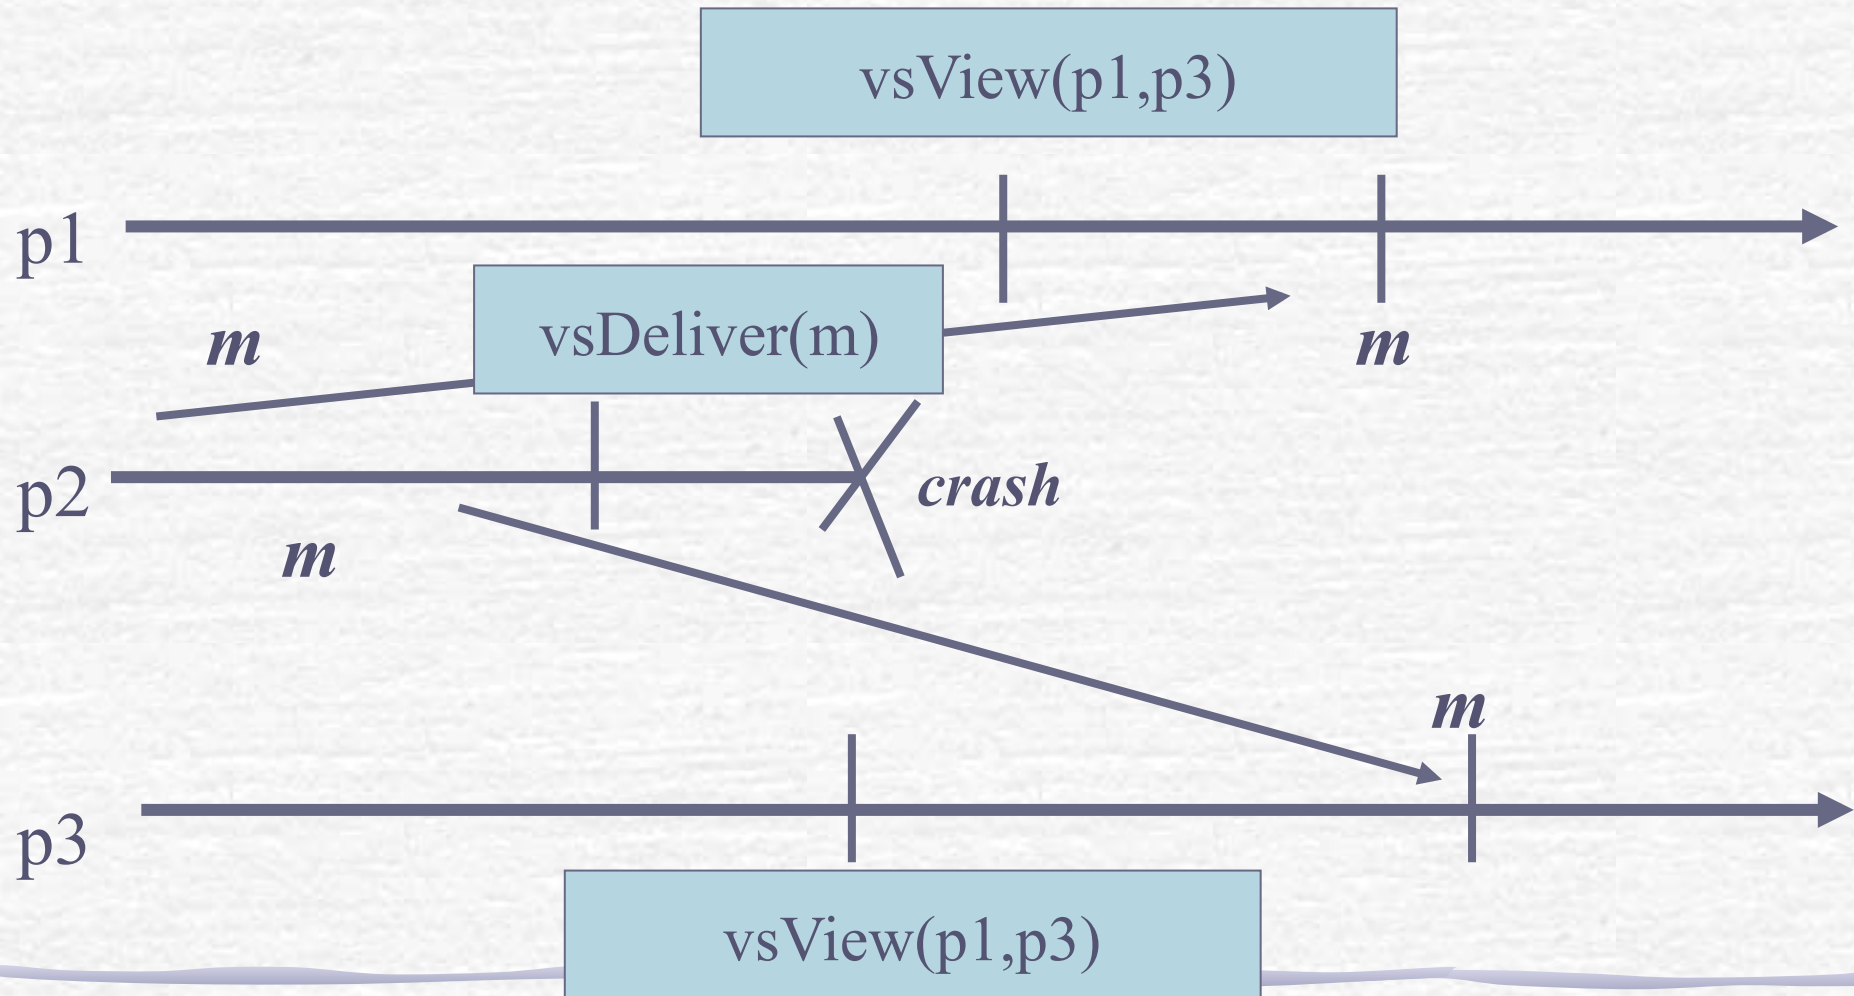 vsView(p1,p3)
p1
m
vsDeliver(m)
m
p2
crash
m
m
p3
vsView(p1,p3)